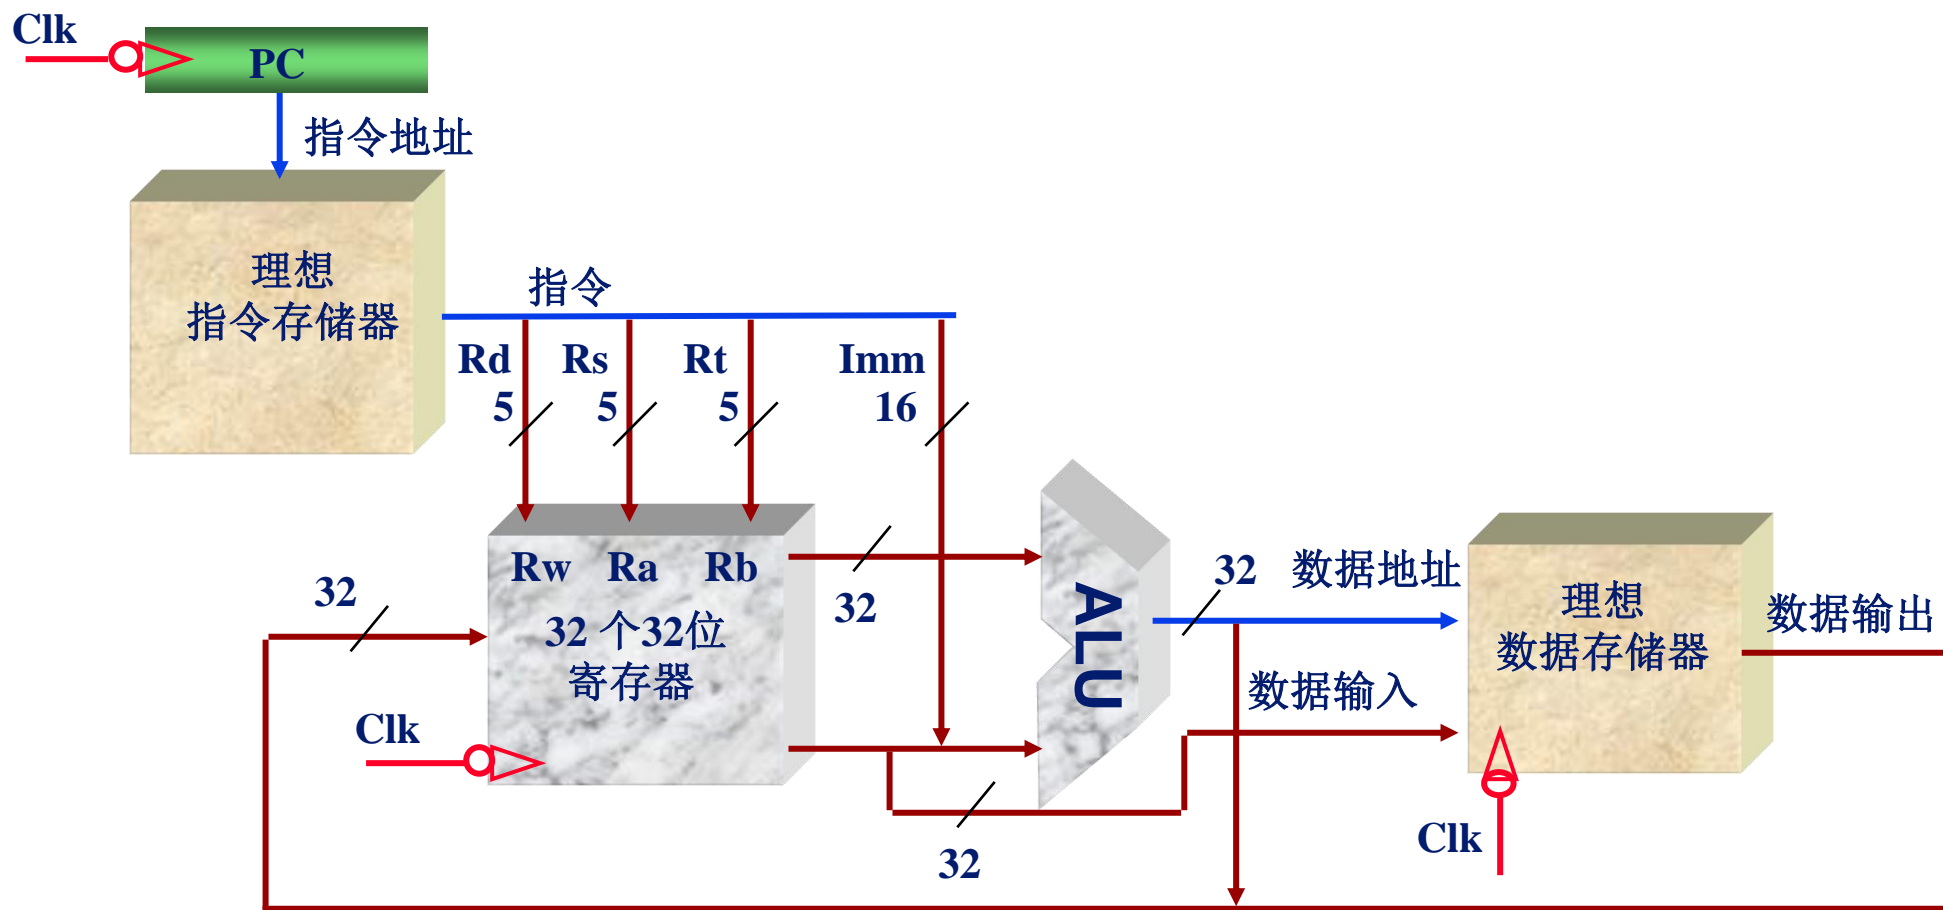 Clk
PC
指令地址
理想
指令存储器
指令
Rd
Rs
Rt
Imm
5
5
5
16
Rw Ra Rb
32 个32位
寄存器
32
Clk
32
32
ALU
32
数据地址
数据输入
理想
数据存储器
数据输出
Clk